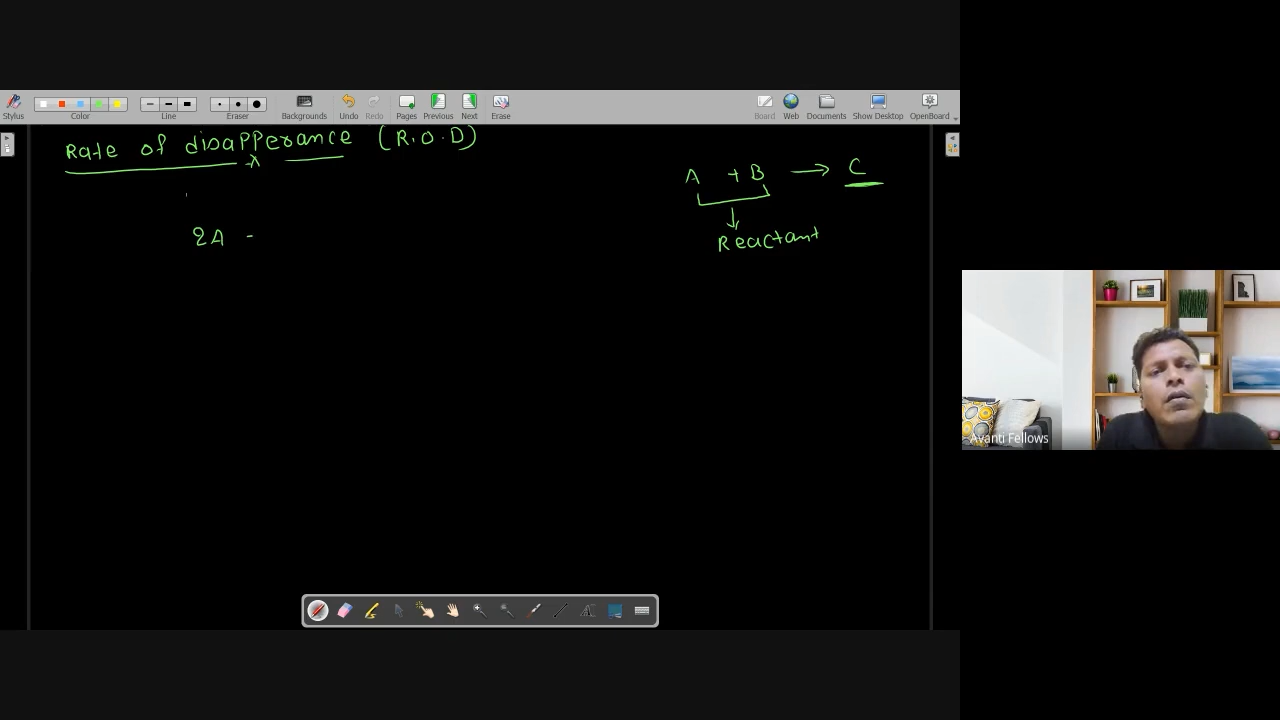 Stylus
Color
Line
Eraser
Backgrounds
Undo
Redo
Pages
Previous
Next
Erase
Board
Web
Documents
Show Desktop
OpenBoard
Rate of disapperance (R.O.D)
A + B → C
Reactant
2A -
Avanti Fellows